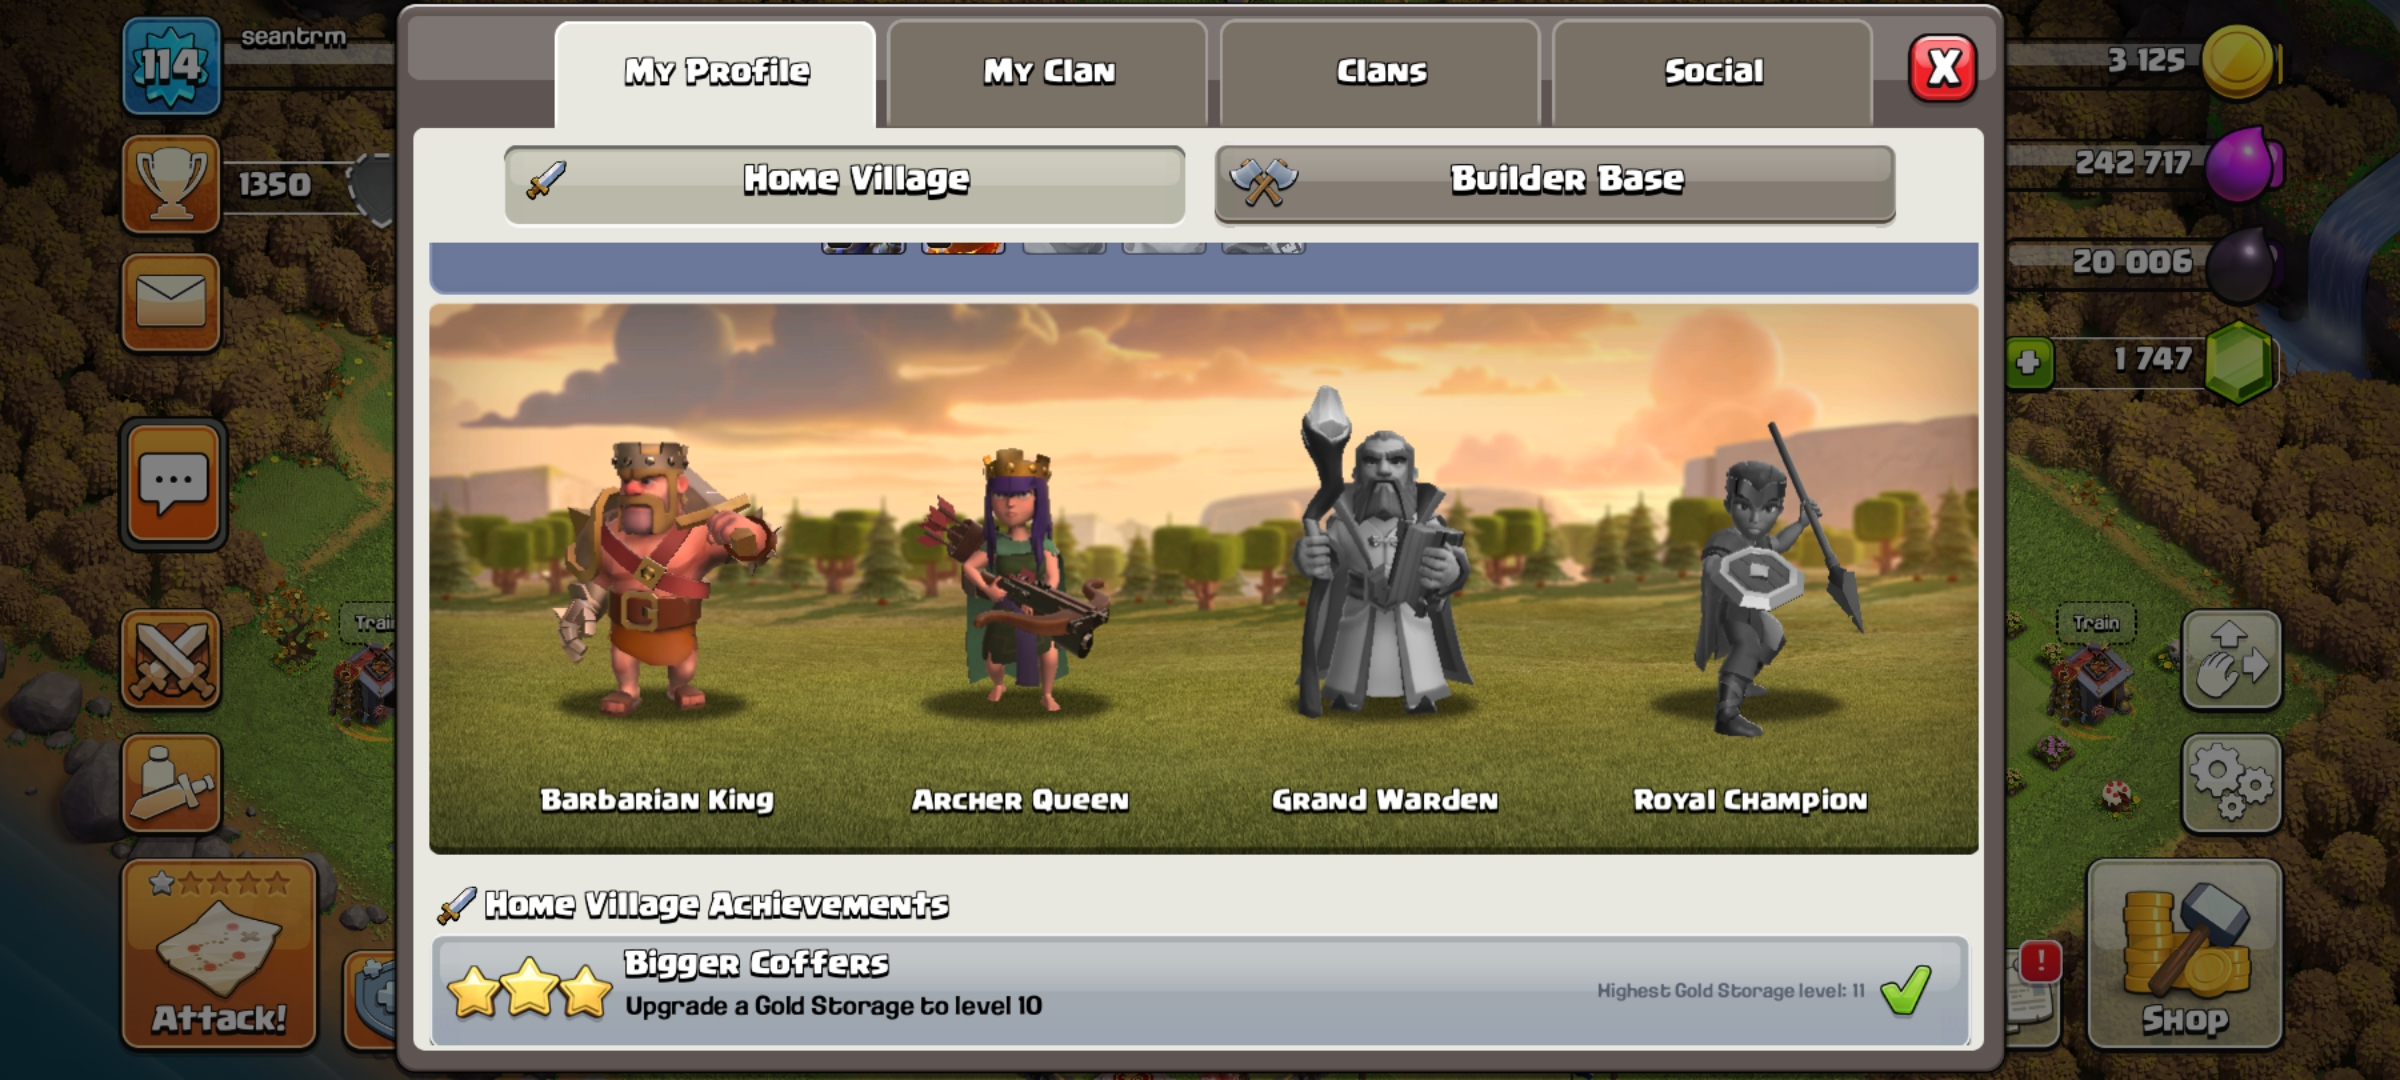 114
seantrm
My Profile
My Clan
Clans
Social
X
3 125
1350
Home Village
Builder Base
242 717
20 006
1 747
Train
Barbarian King
Archer Queen
Grand Warden
Royal Champion
Home Village Achievements
Bigger Coffers
Upgrade a Gold Storage to level 10
Highest Gold Storage level: 11
Attack!
!
Shop